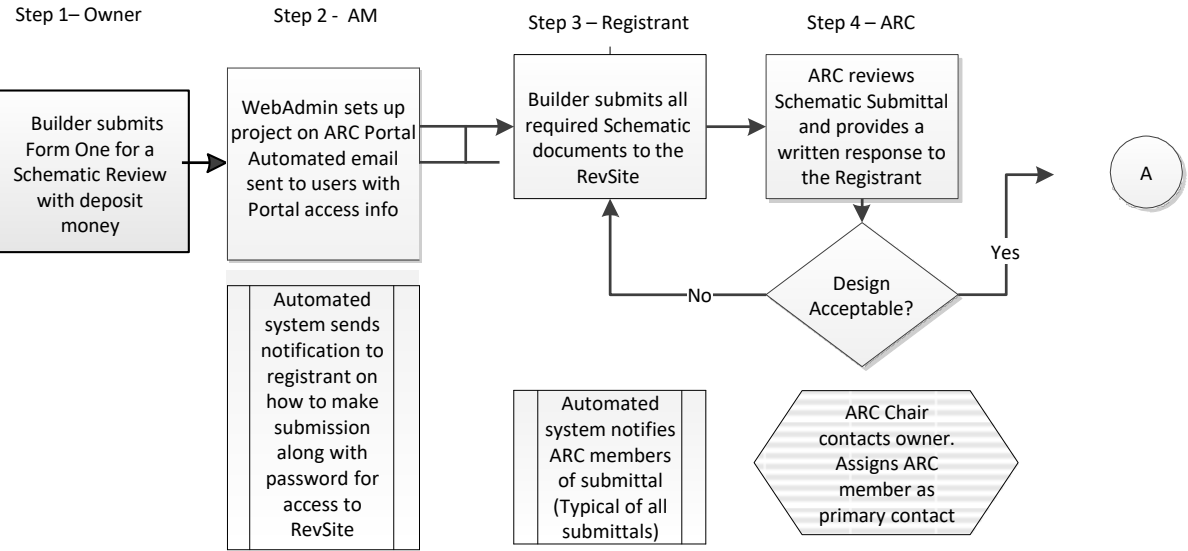 Step 1– Owner
Step 2 -  AM
Step 3 – Registrant
Step 4 – ARC
Builder submits
Form One for a
Schematic Review
with deposit
money
WebAdmin sets up
project on ARC Portal
Automated email
sent to users with
Portal access info
Builder submits all
required Schematic
documents to the
RevSite
ARC reviews
Schematic Submittal
and provides a
written response to
the Registrant
A
Yes
No
Design
Acceptable?
Automated
system sends
notification to
registrant on
how to make
submission
along with
password for
access to
RevSite
Automated
system notifies
ARC members
of submittal
(Typical of all
submittals)
ARC Chair
contacts owner.
Assigns ARC
member as
primary contact